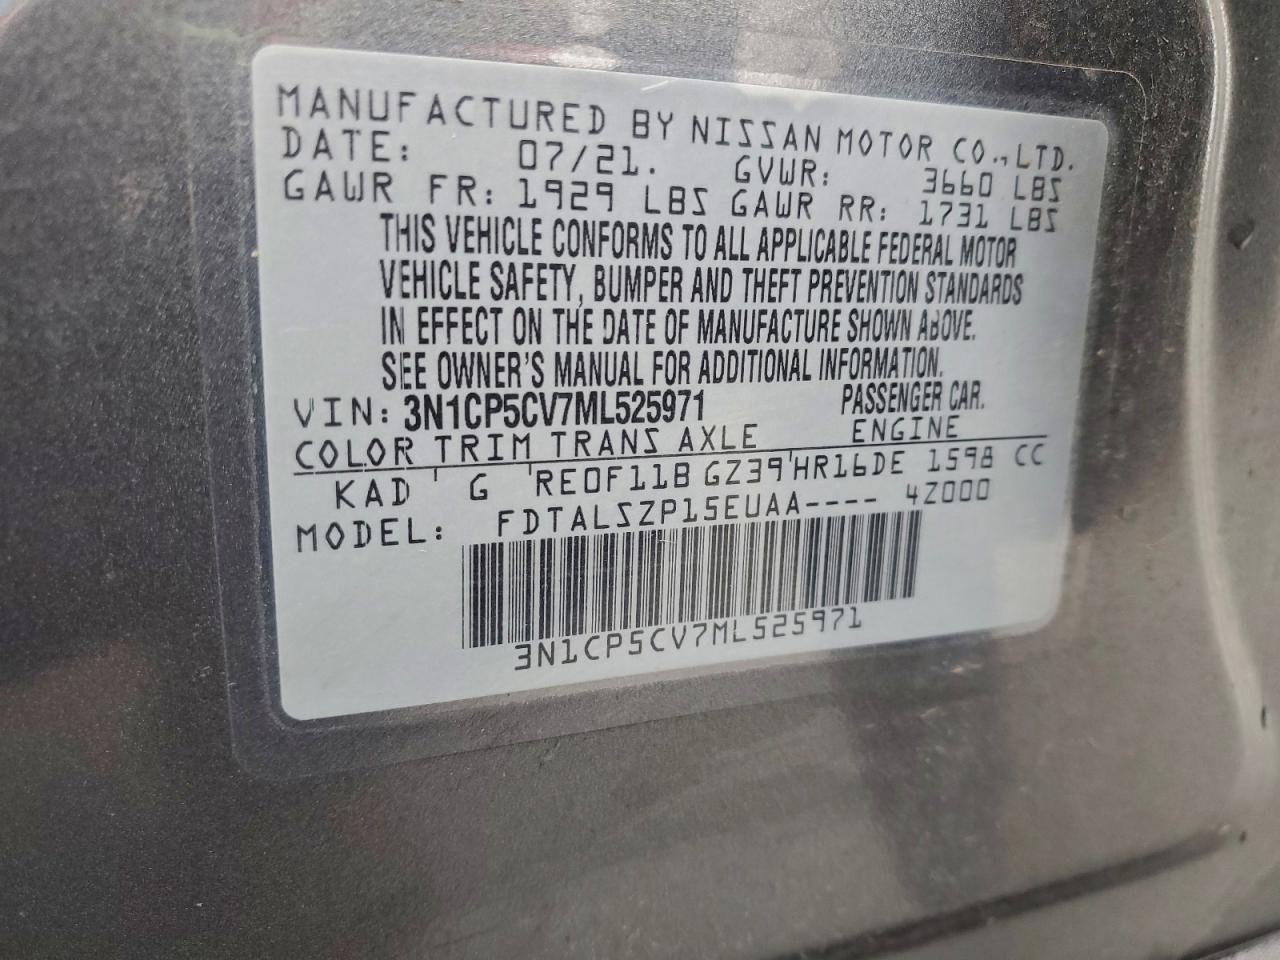 MANUFACTURED BY NISSAN MOTOR CO.,LTD.
DATE: 07/21. GVWR: 3660 LBS
GAWR FR: 1929 LBS GAWR RR: 1731 LBS
THIS VEHICLE CONFORMS TO ALL APPLICABLE FEDERAL MOTOR
VEHICLE SAFETY, BUMPER AND THEFT PREVENTION STANDARDS
IN EFFECT ON THE DATE OF MANUFACTURE SHOWN ABOVE.
SEE OWNER'S MANUAL FOR ADDITIONAL INFORMATION.
VIN: 3N1CP5CV7ML525971 PASSENGER CAR.
COLOR TRIM TRANS AXLE ENGINE
KAD G RE0F11B GZ39 HR16DE 1598 CC
MODEL: FDTALSZP15EUAA---- 4Z000
3N1CP5CV7ML525971